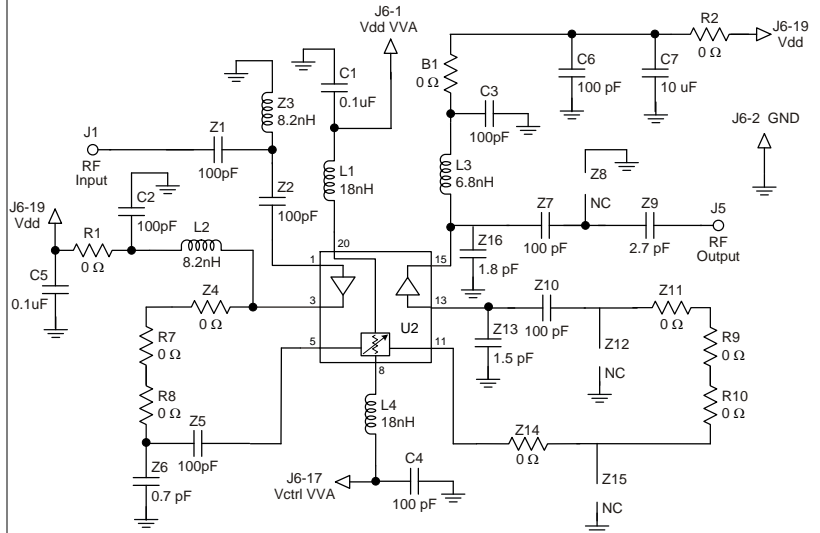 J6-1
Vdd VVA
R2
0 Ω
J6-19
Vdd
B1
0 Ω
C6
100 pF
C7
10 uF
C1
0.1uF
Z3
8.2nH
C3
100pF
J6-2 GND
J1
RF
Input
Z1
100pF
L1
18nH
L3
6.8nH
Z8
NC
Z2
100pF
C2
100pF
J6-19
Vdd
R1
0 Ω
L2
8.2nH
Z7
100 pF
Z9
2.7 pF
J5
RF
Output
Z16
1.8 pF
C5
0.1uF
20
1
15
3
13
U2
5
11
8
Z4
0 Ω
Z10
100 pF
Z11
0 Ω
Z13
1.5 pF
Z12
NC
R7
0 Ω
R9
0 Ω
R8
0 Ω
R10
0 Ω
Z5
100pF
Z6
0.7 pF
L4
18nH
Z14
0 Ω
Z15
NC
J6-17
Vctrl VVA
C4
100 pF